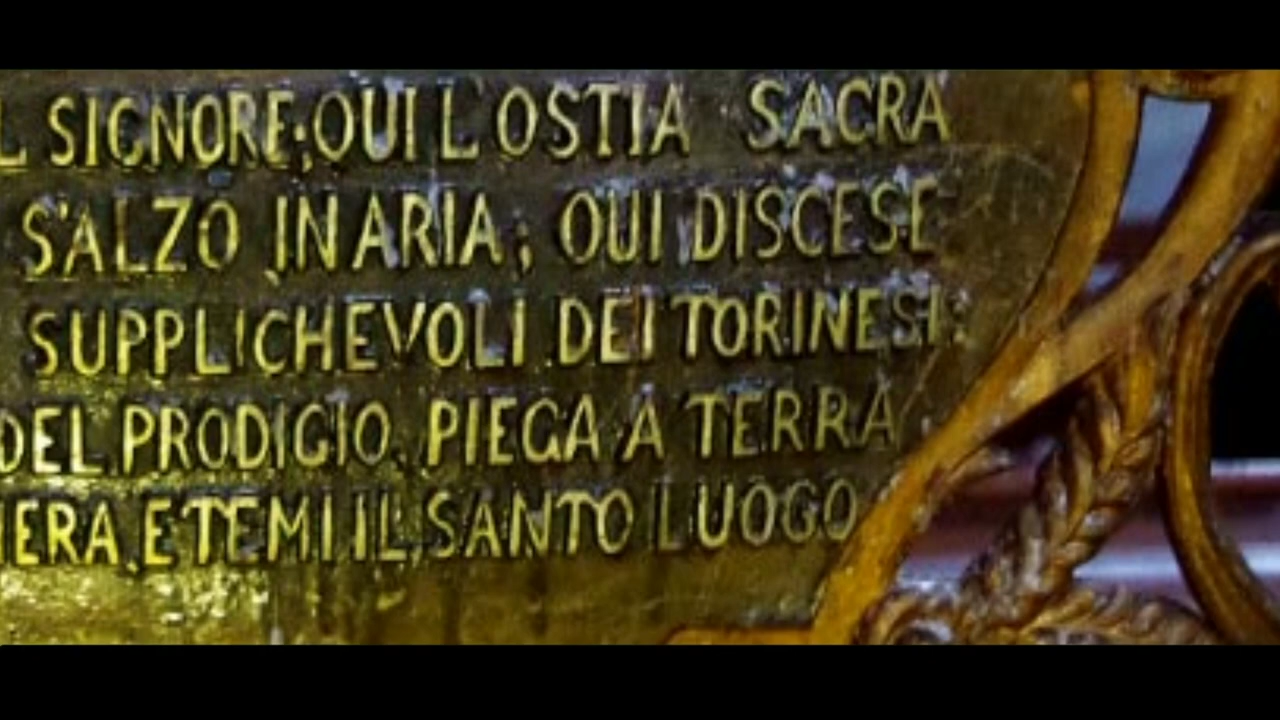 L SIGNORE; QUI L'OSTIA SACRA
S'ALZO IN ARIA; QUI DISCESE
SUPPLICHEVOLI DEI TORINESI:
DEL PRODIGIO, PIEGA A TERRA
IERA, E TEMI IL SANTO LUOGO